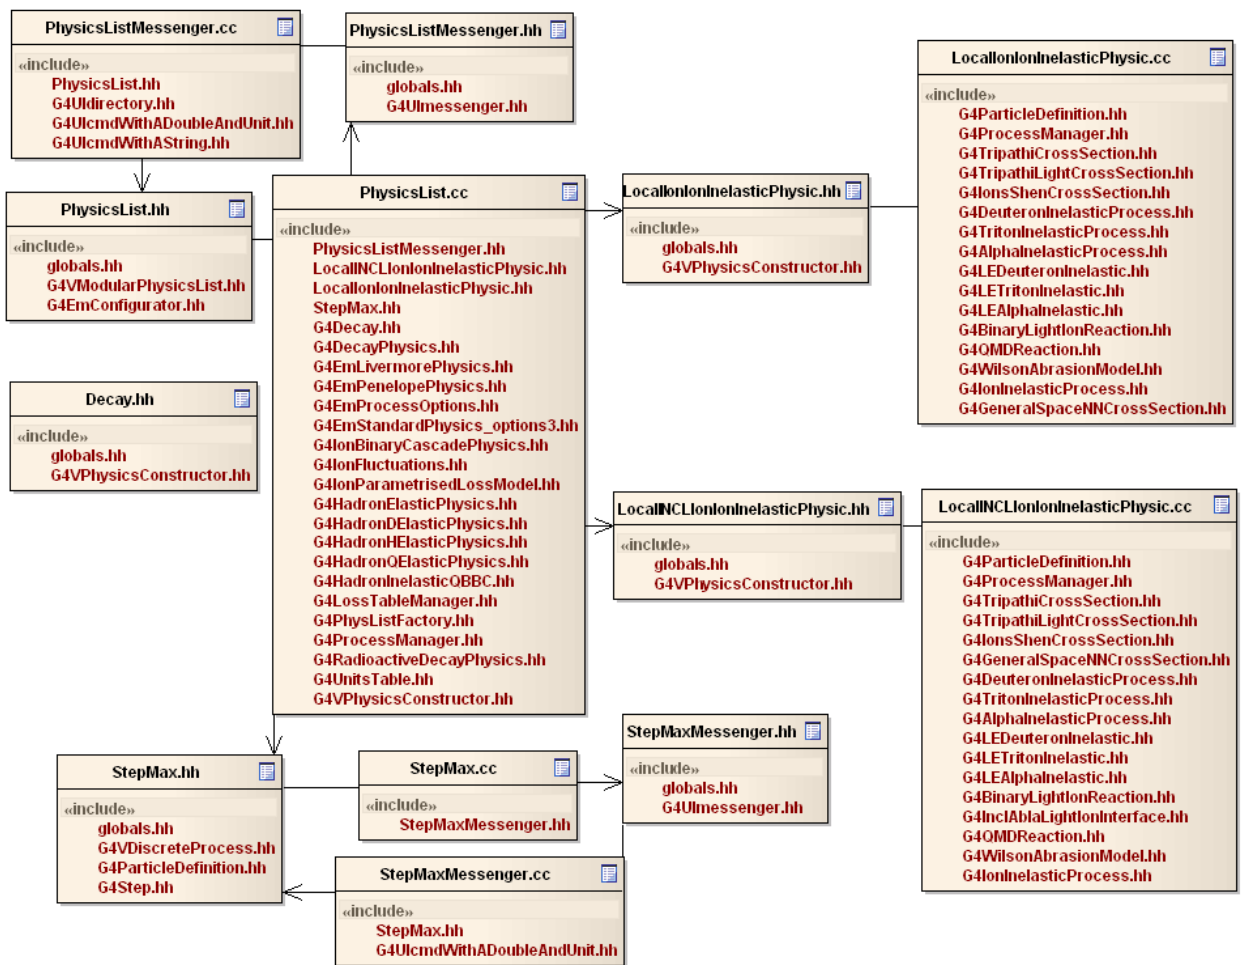 PhysicsListMessenger.cc
«include»
PhysicsList.hh
G4UIdirectory.hh
G4UIcmdWithADoubleAndUnit.hh
G4UIcmdWithAString.hh
PhysicsListMessenger.hh
«include»
globals.hh
G4UImessenger.hh
LocalIonIonInelasticPhysic.cc
«include»
G4ParticleDefinition.hh
G4ProcessManager.hh
G4TripathiCrossSection.hh
G4TripathiLightCrossSection.hh
G4IonsShenCrossSection.hh
G4DeuteronInelasticProcess.hh
G4TritonInelasticProcess.hh
G4AlphaInelasticProcess.hh
G4LEDeuteronInelastic.hh
G4LETritonInelastic.hh
G4LEAlphaInelastic.hh
G4BinaryLightIonReaction.hh
G4QMDReaction.hh
G4WilsonAbrasionModel.hh
G4IonInelasticProcess.hh
G4GeneralSpaceNNCrossSection.hh
PhysicsList.hh
«include»
globals.hh
G4VModularPhysicsList.hh
G4EmConfigurator.hh
PhysicsList.cc
«include»
PhysicsListMessenger.hh
LocalINCLIonIonInelasticPhysic.hh
LocalIonIonInelasticPhysic.hh
StepMax.hh
G4Decay.hh
G4DecayPhysics.hh
G4EmLivermorePhysics.hh
G4EmPenelopePhysics.hh
G4EmProcessOptions.hh
G4EmStandardPhysics_options3.hh
G4IonBinaryCascadePhysics.hh
G4IonFluctuations.hh
G4IonParametrisedLossModel.hh
G4HadronElasticPhysics.hh
G4HadronDElasticPhysics.hh
G4HadronHElasticPhysics.hh
G4HadronQElasticPhysics.hh
G4HadronInelasticQBBC.hh
G4LossTableManager.hh
G4PhysListFactory.hh
G4ProcessManager.hh
G4RadioactiveDecayPhysics.hh
G4UnitsTable.hh
G4VPhysicsConstructor.hh
LocalIonIonInelasticPhysic.hh
«include»
globals.hh
G4VPhysicsConstructor.hh
Decay.hh
«include»
globals.hh
G4VPhysicsConstructor.hh
LocalINCLIonIonInelasticPhysic.hh
«include»
globals.hh
G4VPhysicsConstructor.hh
LocalINCLIonIonInelasticPhysic.cc
«include»
G4ParticleDefinition.hh
G4ProcessManager.hh
G4TripathiCrossSection.hh
G4TripathiLightCrossSection.hh
G4IonsShenCrossSection.hh
G4GeneralSpaceNNCrossSection.hh
G4DeuteronInelasticProcess.hh
G4TritonInelasticProcess.hh
G4AlphaInelasticProcess.hh
G4LEDeuteronInelastic.hh
G4LETritonInelastic.hh
G4LEAlphaInelastic.hh
G4BinaryLightIonReaction.hh
G4InclAblaLightIonInterface.hh
G4QMDReaction.hh
G4WilsonAbrasionModel.hh
G4IonInelasticProcess.hh
StepMax.hh
«include»
globals.hh
G4VDiscreteProcess.hh
G4ParticleDefinition.hh
G4Step.hh
StepMax.cc
«include»
StepMaxMessenger.hh
StepMaxMessenger.hh
«include»
globals.hh
G4UImessenger.hh
StepMaxMessenger.cc
«include»
StepMax.hh
G4UIcmdWithADoubleAndUnit.hh